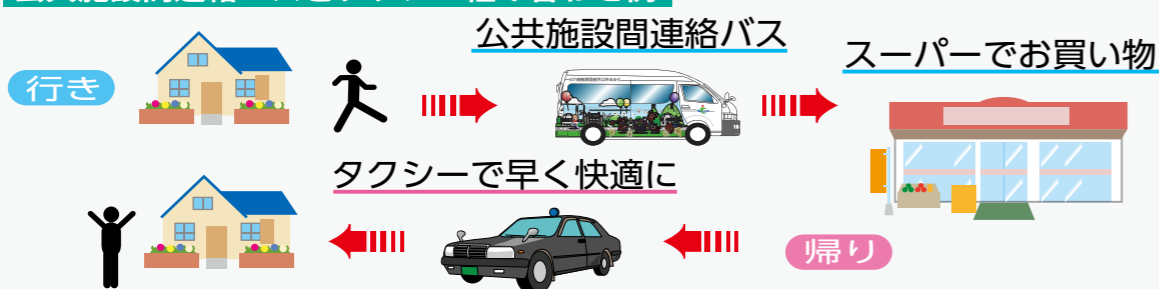 公共施設間連絡バス
スーパーでお買い物
行き
タクシーで早く快適に
帰り